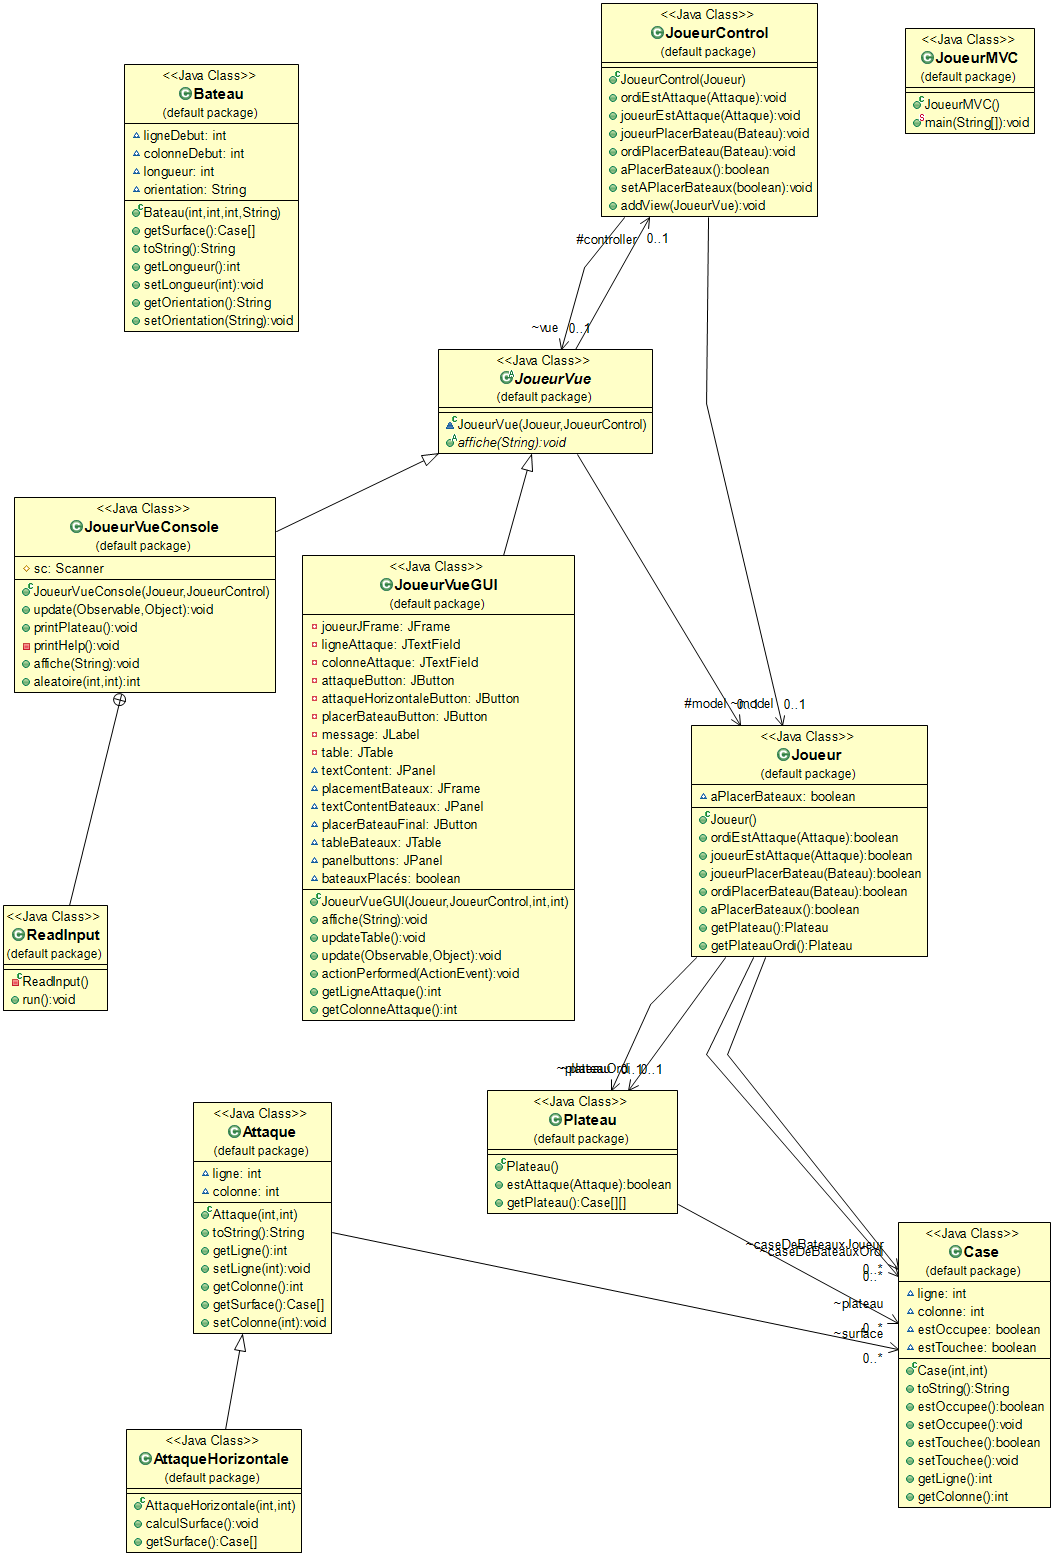 <<Java Class>>
JoueurControl
(default package)
JoueurControl(Joueur)
ordiEstAttaque(Attaque):void
joueurEstAttaque(Attaque):void
joueurPlacerBateau(Bateau):void
ordiPlacerBateau(Bateau):void
aPlacerBateaux():boolean
setAPlacerBateaux(boolean):void
addView(JoueurVue):void
<<Java Class>>
JoueurMVC
(default package)
JoueurMVC()
main(String[]):void
<<Java Class>>
Bateau
(default package)
ligneDebut: int
colonneDebut: int
longueur: int
orientation: String
Bateau(int,int,int,String)
getSurface():Case[]
toString():String
getLongueur():int
setLongueur(int):void
getOrientation():String
setOrientation(String):void
#controller 0..1
~vue 0..1
<<Java Class>>
JoueurVue
(default package)
JoueurVue(Joueur,JoueurControl)
affiche(String):void
<<Java Class>>
JoueurVueConsole
(default package)
sc: Scanner
JoueurVueConsole(Joueur,JoueurControl)
update(Observable,Object):void
printPlateau():void
printHelp():void
affiche(String):void
aleatoire(int,int):int
<<Java Class>>
JoueurVueGUI
(default package)
joueurJFrame: JFrame
ligneAttaque: JTextField
colonneAttaque: JTextField
attaqueButton: JButton
attaqueHorizontaleButton: JButton
placerBateauButton: JButton
message: JLabel
table: JTable
textContent: JPanel
placementBateaux: JFrame
textContentBateaux: JPanel
placerBateauFinal: JButton
tableBateaux: JTable
panelbuttons: JPanel
bateauxPlacés: boolean
JoueurVueGUI(Joueur,JoueurControl,int,int)
affiche(String):void
updateTable():void
update(Observable,Object):void
actionPerformed(ActionEvent):void
getLigneAttaque():int
getColonneAttaque():int
#model 0..1 ~model 0..1
<<Java Class>>
Joueur
(default package)
aPlacerBateaux: boolean
Joueur()
ordiEstAttaque(Attaque):boolean
joueurEstAttaque(Attaque):boolean
joueurPlacerBateau(Bateau):boolean
ordiPlacerBateau(Bateau):boolean
aPlacerBateaux():boolean
getPlateau():Plateau
getPlateauOrdi():Plateau
<<Java Class>>
ReadInput
(default package)
ReadInput()
run():void
~plateau ~plateauOrdi 0..1 0..1
<<Java Class>>
Plateau
(default package)
Plateau()
estAttaque(Attaque):boolean
getPlateau():Case[][]
<<Java Class>>
Attaque
(default package)
ligne: int
colonne: int
Attaque(int,int)
toString():String
getLigne():int
setLigne(int):void
getColonne():int
getSurface():Case[]
setColonne(int):void
~caseDeBateauxJoueur
~caseDeBateauxOrdi
0..*
0..*
~plateau
0..*
~surface
0..*
<<Java Class>>
Case
(default package)
ligne: int
colonne: int
estOccupee: boolean
estTouchee: boolean
Case(int,int)
toString():String
estOccupee():boolean
setOccupee():void
estTouchee():boolean
setTouchee():void
getLigne():int
getColonne():int
<<Java Class>>
AttaqueHorizontale
(default package)
AttaqueHorizontale(int,int)
calculSurface():void
getSurface():Case[]